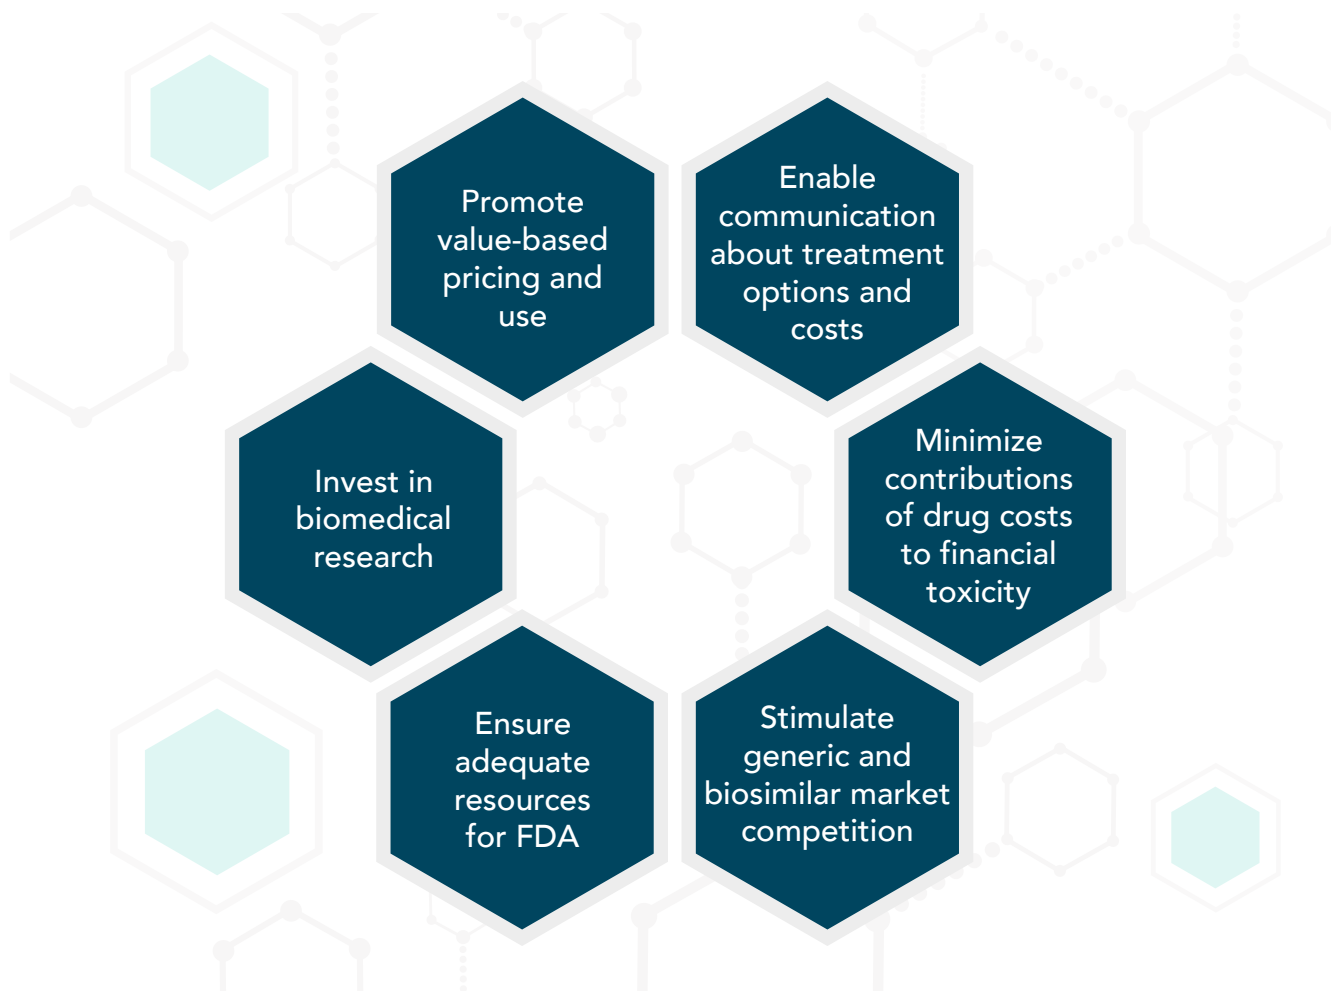 Promote
value-based
pricing and
use
Enable
communication
about treatment
options and
costs
Invest in
biomedical
research
Minimize
contributions
of drug costs
to financial
toxicity
Ensure
adequate
resources
for FDA
Stimulate
generic and
biosimilar market
competition